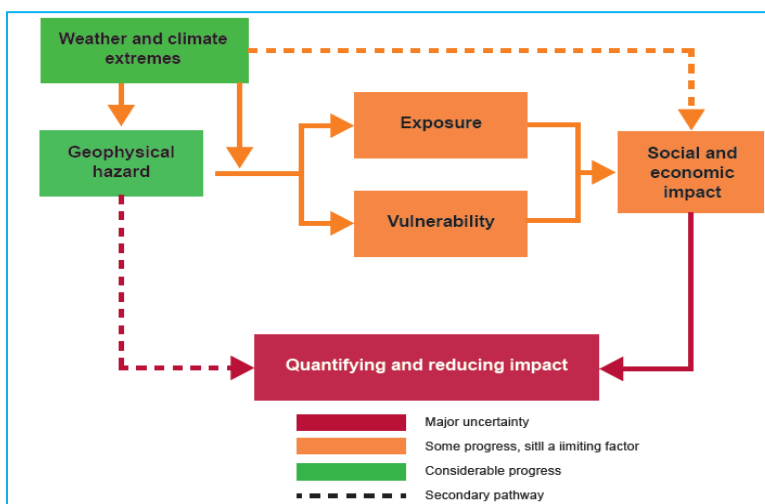 Weather and climate
extremes
Geophysical
hazard
Exposure
Vulnerability
Social and
economic
impact
Quantifying and reducing impact
Major uncertainty
Some progress, sitll a iimiting factor
Considerable progress
Secondary pathway